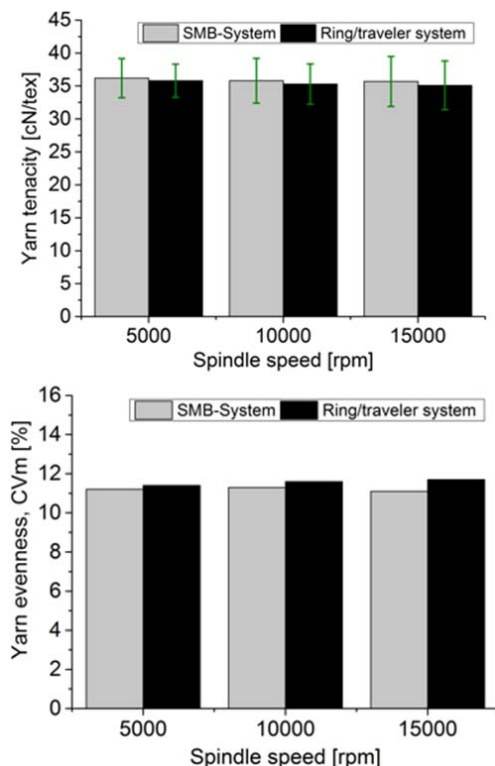 Yarn tenacity [cN/tex]
45
40
35
30
25
20
15
10
5
0
SMB-System Ring/traveler system
5000 10000 15000
Spindle speed [rpm]
Yarn evenness, CVm [%]
16
14
12
10
8
6
4
2
0
SMB-System Ring/traveler system
5000 10000 15000
Spindle speed [rpm]